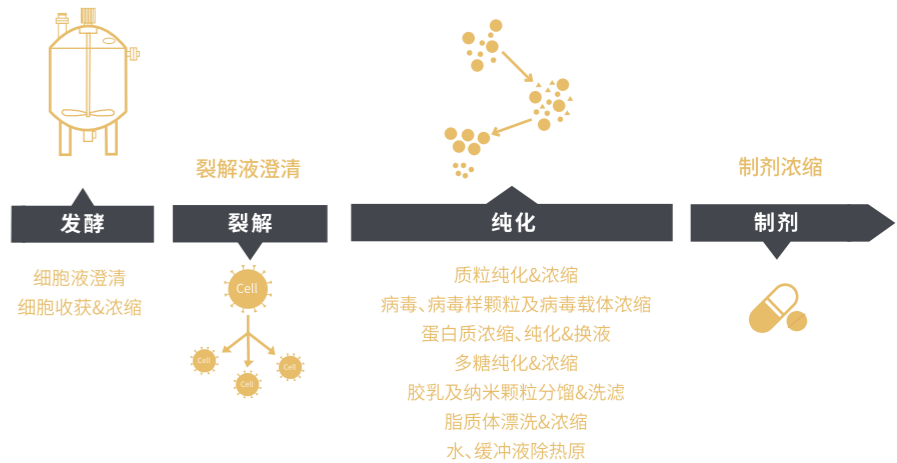 裂解液澄清
制剂浓缩
发酵
裂解
纯化
制剂
细胞液澄清
细胞收获&浓缩
Cell
Cell
Cell
Cell
质粒纯化&浓缩
病毒、病毒样颗粒及病毒载体浓缩
蛋白质浓缩、纯化&换液
多糖纯化&浓缩
胶乳及纳米颗粒分馏&洗滤
脂质体漂洗&浓缩
水、缓冲液除热原